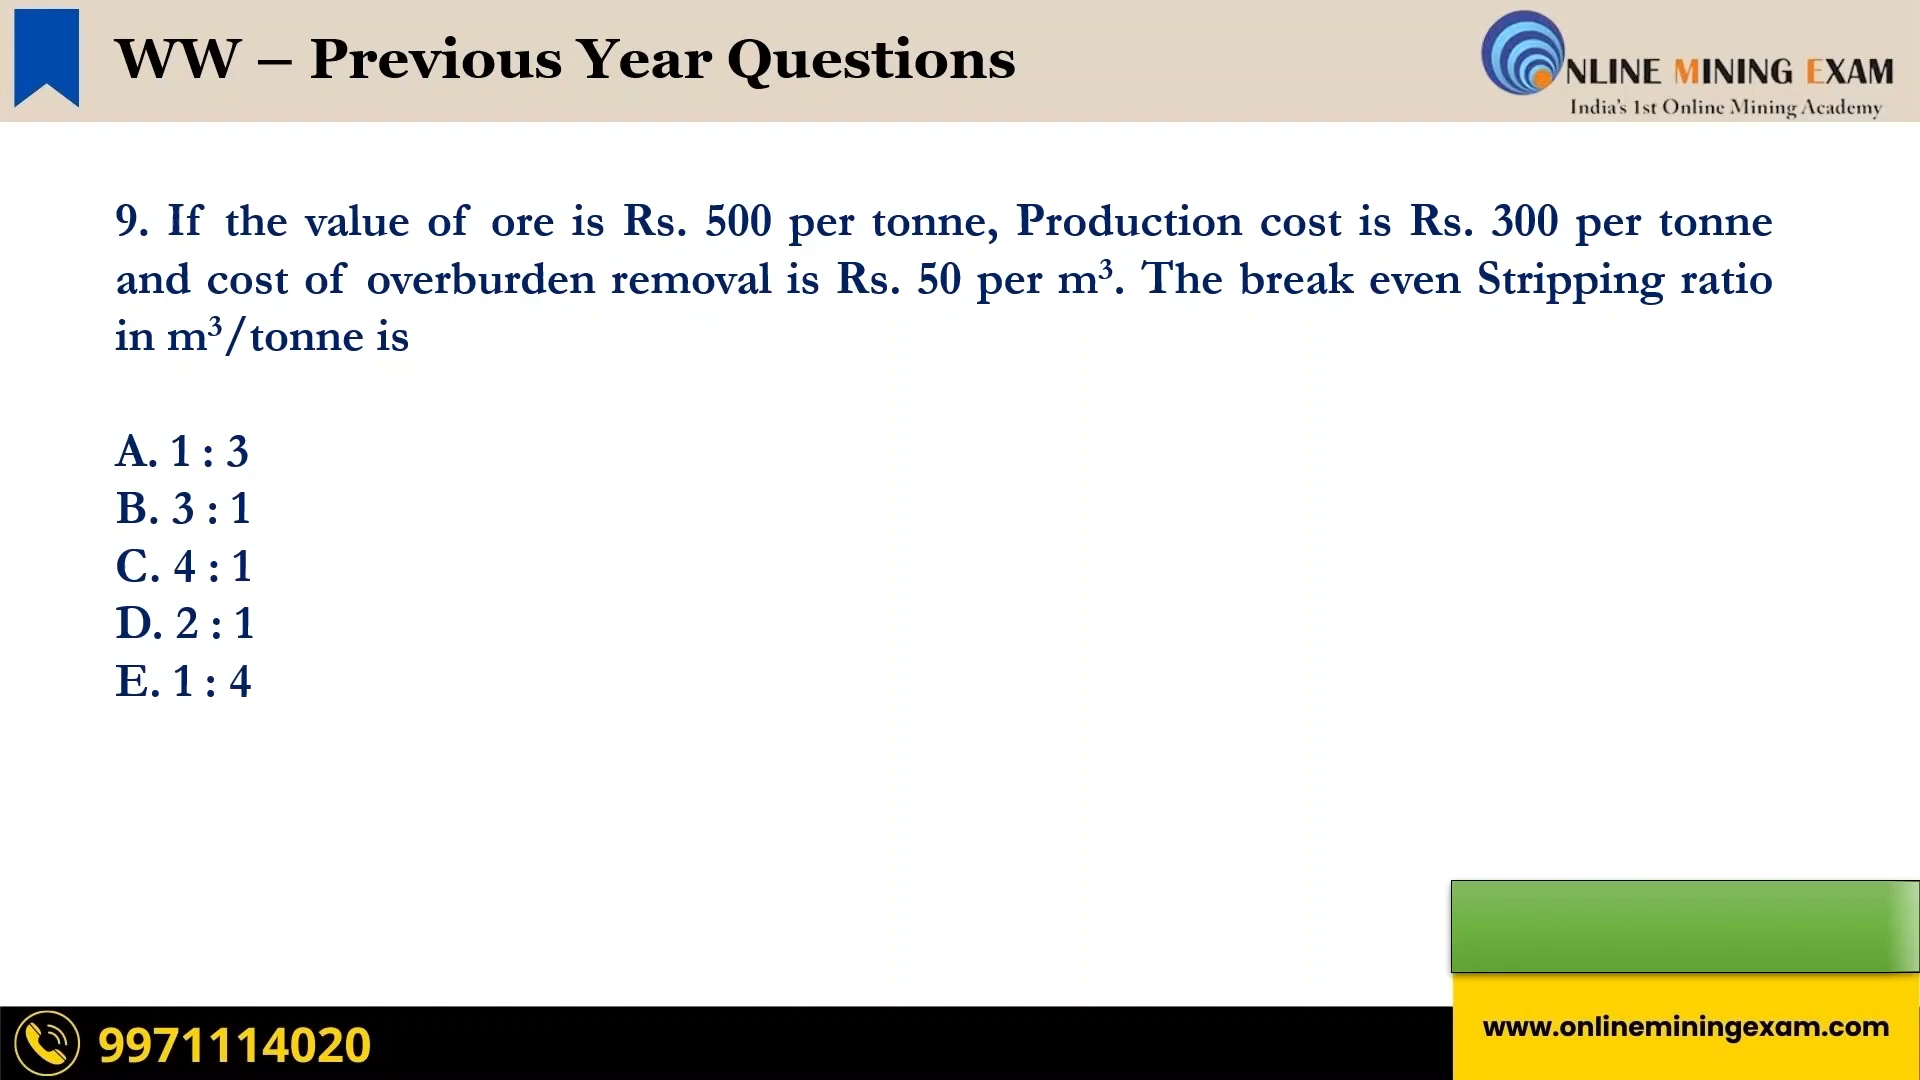 WW – Previous Year Questions
NLINE MINING EXAM
India's 1st Online Mining Academy
9. If the value of ore is Rs. 500 per tonne, Production cost is Rs. 300 per tonne
and cost of overburden removal is Rs. 50 per m³. The break even Stripping ratio
in m³/tonne is
A. 1 : 3
B. 3 : 1
C. 4 : 1
D. 2 : 1
E. 1 : 4
9971114020
www.onlineminingexam.com